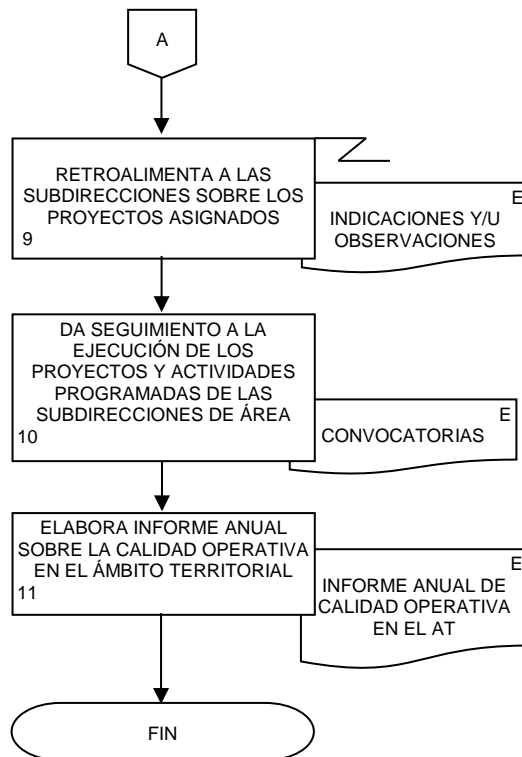 A
RETROALIMENTA A LAS
SUBDIRECCIONES SOBRE LOS
PROYECTOS ASIGNADOS
9
E
INDICACIONES Y/U
OBSERVACIONES
DA SEGUIMIENTO A LA
EJECUCIÓN DE LOS
PROYECTOS Y ACTIVIDADES
PROGRAMADAS DE LAS
SUBDIRECCIONES DE ÁREA
10
E
CONVOCATORIAS
ELABORA INFORME ANUAL
SOBRE LA CALIDAD OPERATIVA
EN EL ÁMBITO TERRITORIAL
11
E
INFORME ANUAL DE
CALIDAD OPERATIVA
EN EL AT
FIN